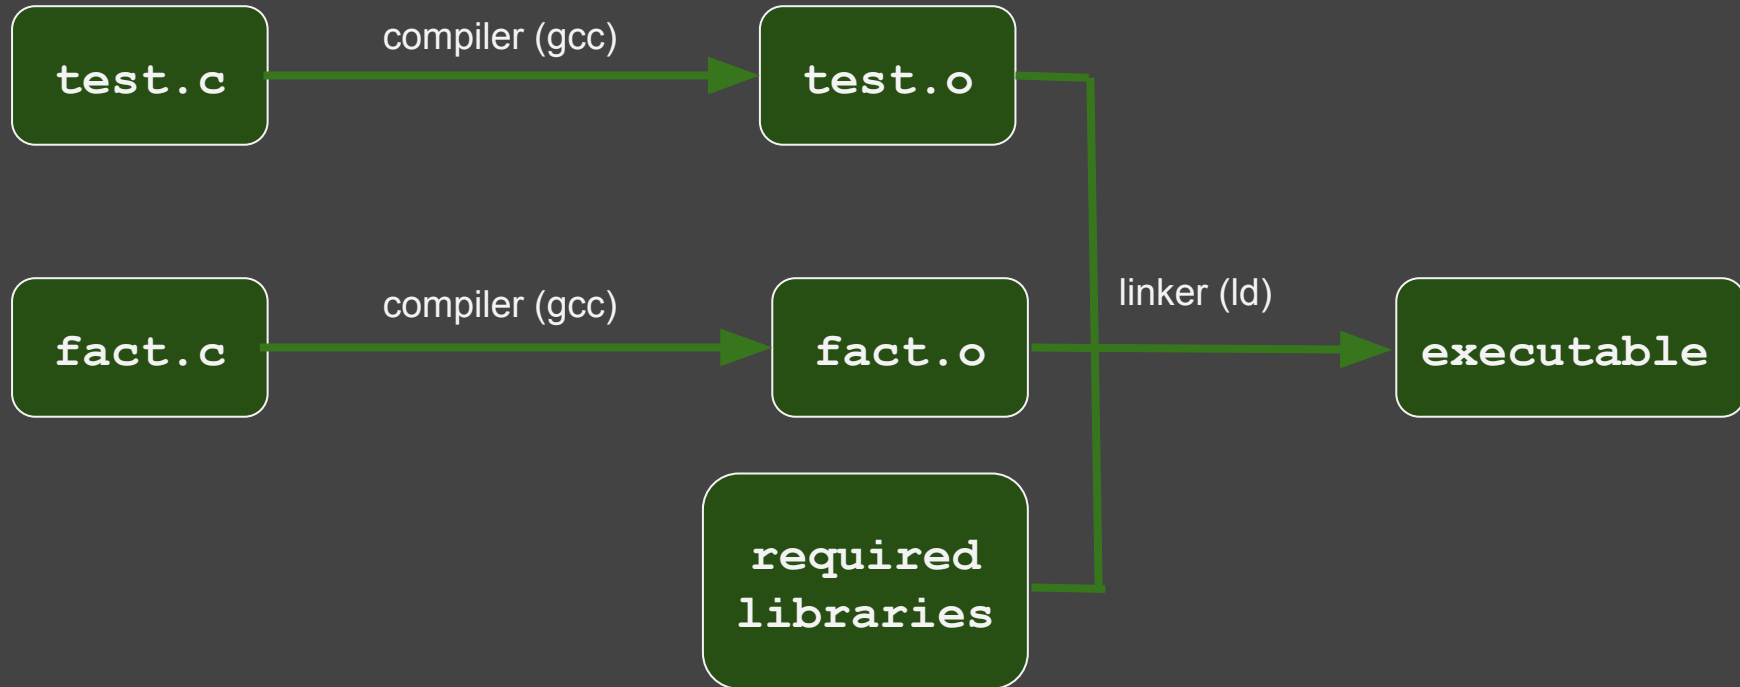 compiler (gcc)
test.c
test.o
compiler (gcc)
linker (ld)
fact.c
fact.o
executable
required
libraries